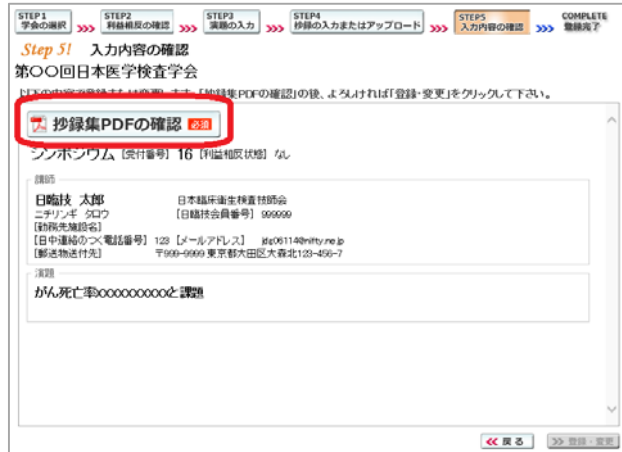 STEP1 STEP2 STEP3 STEP4 STEP5 COMPLETE
学会の選択 >>> 利益相反の確認 >>> 演題の入力 >>> 抄録の入力またはアップロード >>> 入力内容の確認 >>> 登録完了
Step 5! 入力内容の確認
第〇〇回日本医学検査学会
以下の内容で登録または変更します。「抄録集PDFの確認」の後、よろしければ「登録・変更」をクリックして下さい。
抄録集PDFの確認 必須
シンポジウム [受付番号] 16 [利益相反状態] なし
講師
日臨技 太郎 日本臨床衛生検査技師会
ニチリンギ タロウ [日臨技会員番号] 999999
[勤務先施設名]
[日中連絡のつく電話番号] 123 [メールアドレス] jdg06114@nifty.ne.jp
[郵送物送付先] 〒999-9999 東京都大田区大森北123-456-7
演題
がん死亡率xxxxxxxxxxと課題
<< 戻る >> 登録・変更